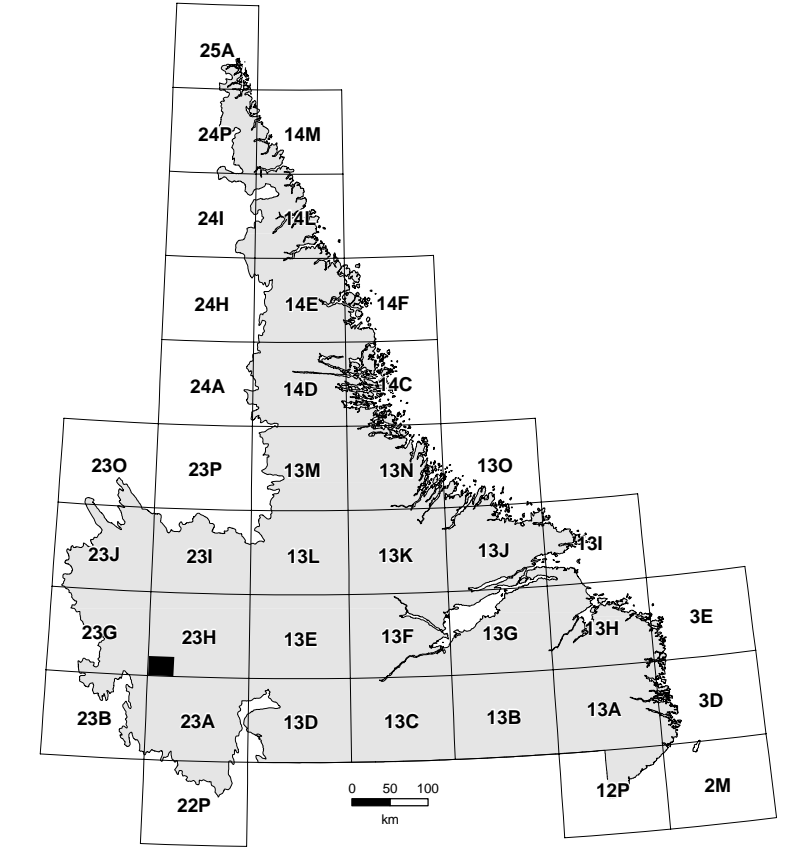 25A
24P 14M
24I 14L
24H 14E 14F
24A 14D 14C
23O 23P 13M 13N 13O
23J 23I 13L 13K 13J 13I
23G 23H 13E 13F 13G 13H 3E
23B 23A 13D 13C 13B 13A 3D
22P 12P 2M
0 50 100
km